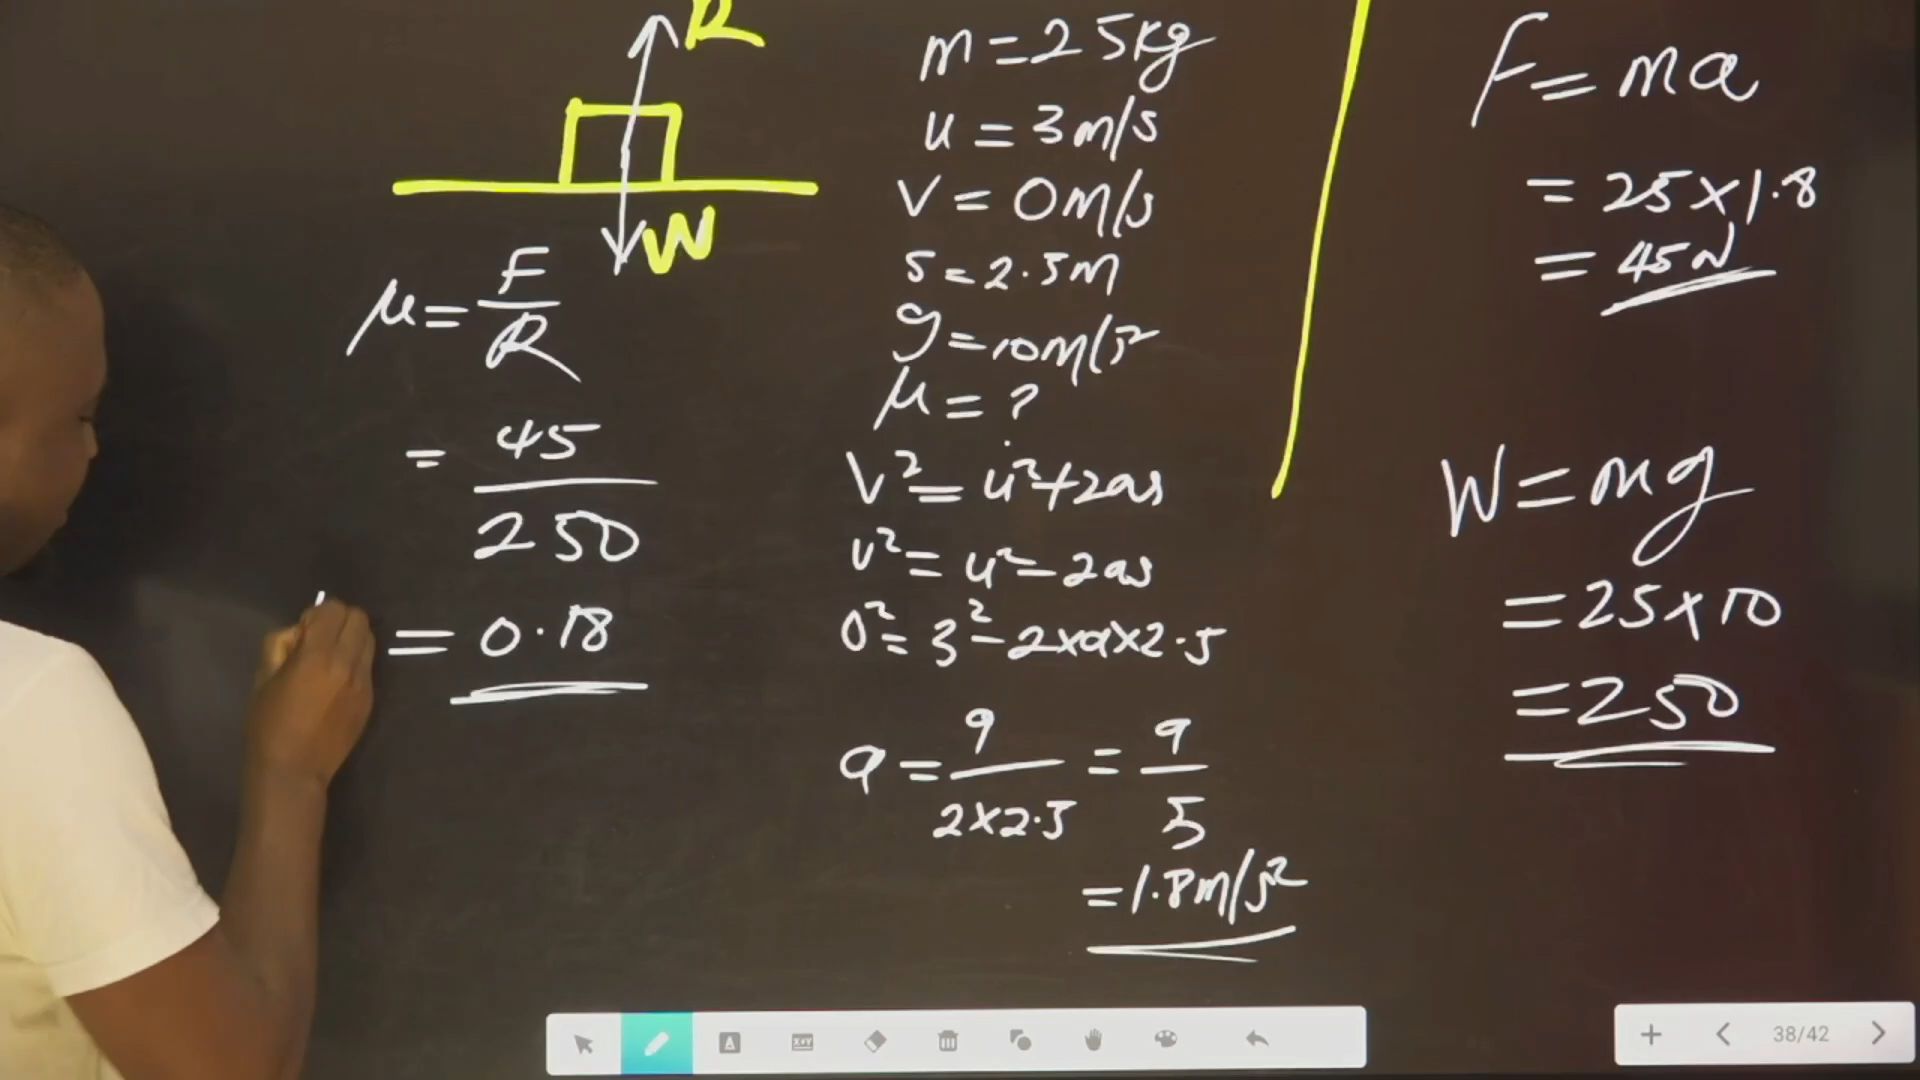 R
W
μ = F/R
= 45/250
= 0.18
m = 25kg
u = 3m/s
v = 0m/s
s = 2.5m
g = 10m/s²
μ = ?
v² = u² + 2as
v² = u² - 2as
0² = 3² - 2×a×2.5
a = 9/2×2.5 = 9/5
= 1.8m/s²
F = ma
= 25×1.8
= 45N
W = mg
= 25×10
= 250
38/42